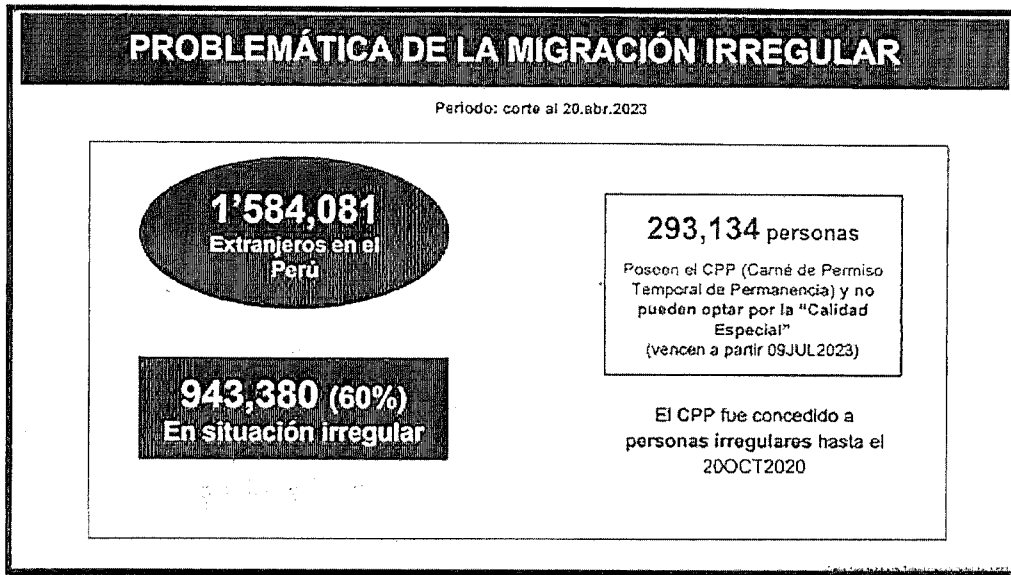 PROBLEMÁTICA DE LA MIGRACIÓN IRREGULAR
Periodo: corte al 20.abr.2023
1'584,081
Extranjeros en el
Perú
943,380 (60%)
En situación irregular
293,134 personas
Poseen el CPP (Carné de Permiso
Temporal de Permanencia) y no
pueden optar por la "Calidad
Especial"
(vencen a partir 09JUL2023)
El CPP fue concedido a
personas irregulares hasta el
20OCT2020